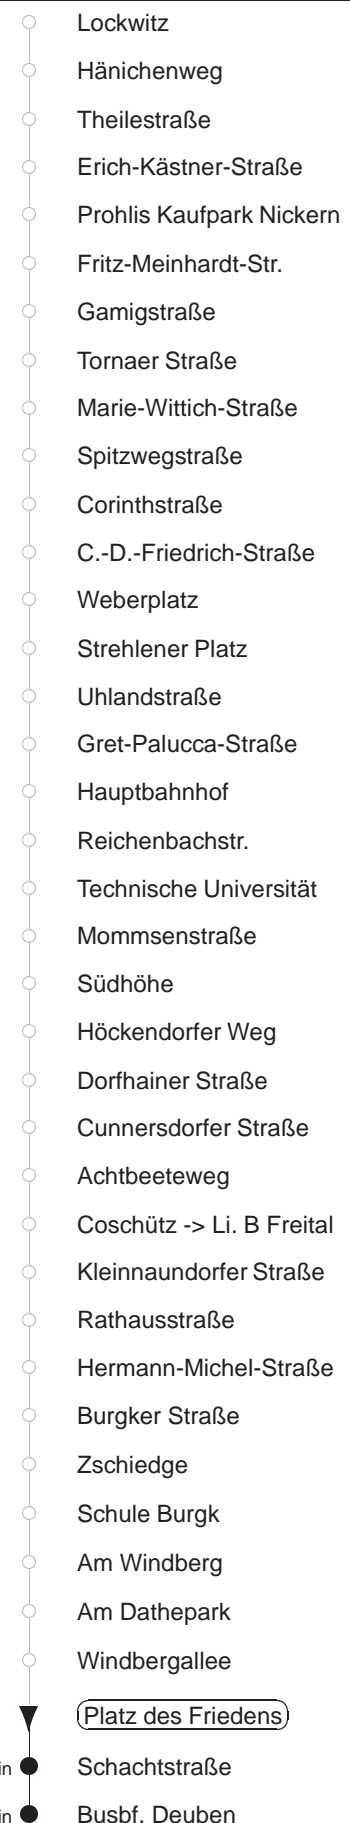 Lockwitz
Hänichenweg
Theilestraße
Erich-Kästner-Straße
Prohlis Kaufpark Nickern
Fritz-Meinhardt-Str.
Gamigstraße
Tornaer Straße
Marie-Wittich-Straße
Spitzwegstraße
Corinthstraße
C.-D.-Friedrich-Straße
Weberplatz
Strehlener Platz
Uhlandstraße
Gret-Palucca-Straße
Hauptbahnhof
Reichenbachstr.
Technische Universität
Mommsenstraße
Südhöhe
Höckendorfer Weg
Dorfhainer Straße
Cunnersdorfer Straße
Achtbeeteweg
Coschütz -> Li. B Freital
Kleinnaundorfer Straße
Rathausstraße
Hermann-Michel-Straße
Burgker Straße
Zschiedge
Schule Burgk
Am Windberg
Am Dathepark
Windbergallee
Platz des Friedens
Schachtstraße
Busbf. Deuben